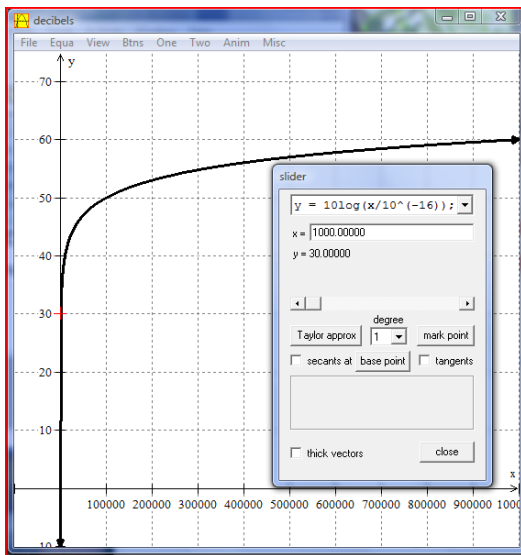 decibels
File Equa View Btns One Two Anim Misc
y
70
60
50
40
30
20
10
10
x
100000 200000 300000 400000 500000 600000 700000 800000 900000 1000
slider
y = 10log(x/10^(-16));
x = 1000.00000
y = 30.00000
degree
Taylor approx 1 mark point
secants at base point tangents
thick vectors close